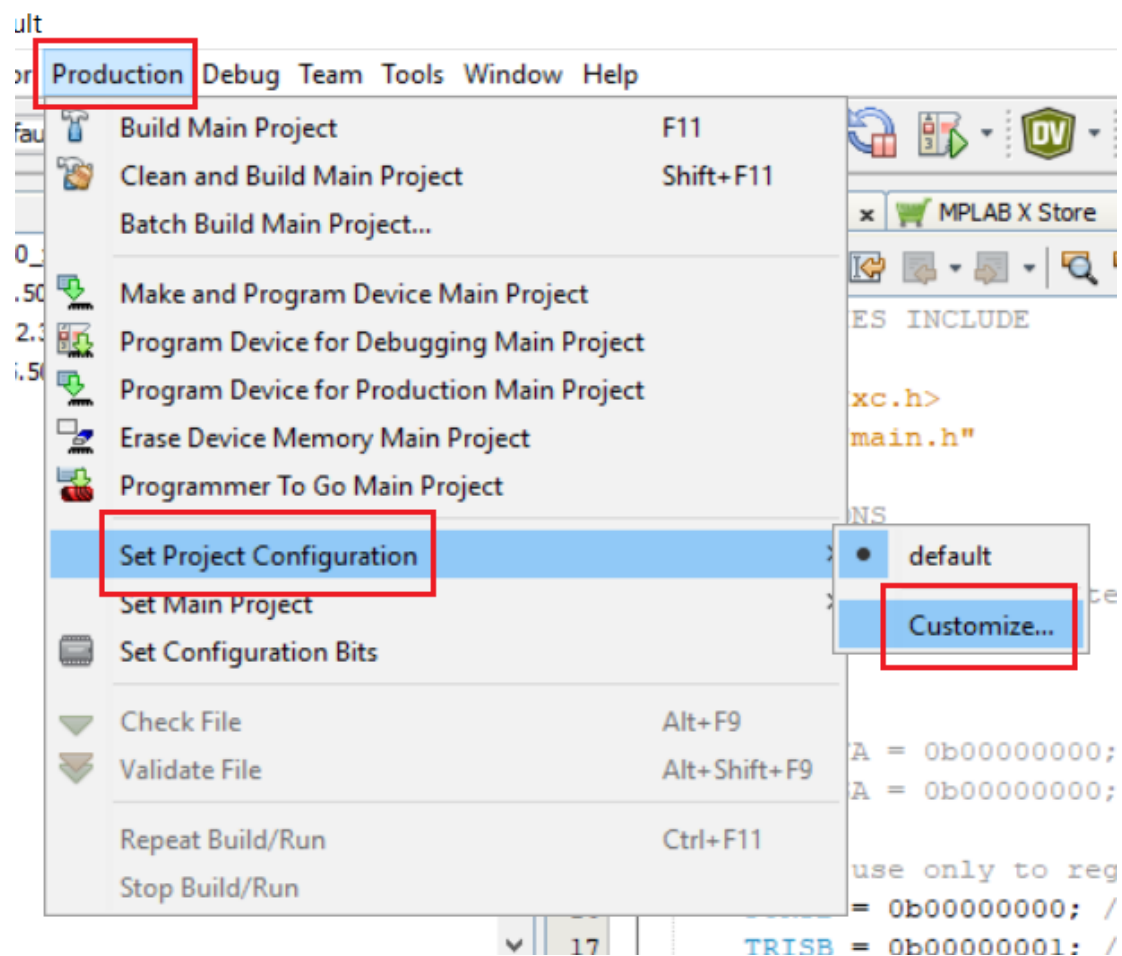 ult
or Production Debug Team Tools Window Help
fau
Build Main Project F11
Clean and Build Main Project Shift+F11
Batch Build Main Project...
Make and Program Device Main Project
Program Device for Debugging Main Project
Program Device for Production Main Project
Erase Device Memory Main Project
Programmer To Go Main Project
Set Project Configuration
Set Main Project
Set Configuration Bits
Check File Alt+F9
Validate File Alt+Shift+F9
Repeat Build/Run Ctrl+F11
Stop Build/Run
default
Customize...
DV
MPLAB X Store
ES INCLUDE
xc.h>
main.h"
ONS
A = 0b00000000;
A = 0b00000000;
use only to reg
= 0b00000000; /
17 TRISB = 0b00000001; /